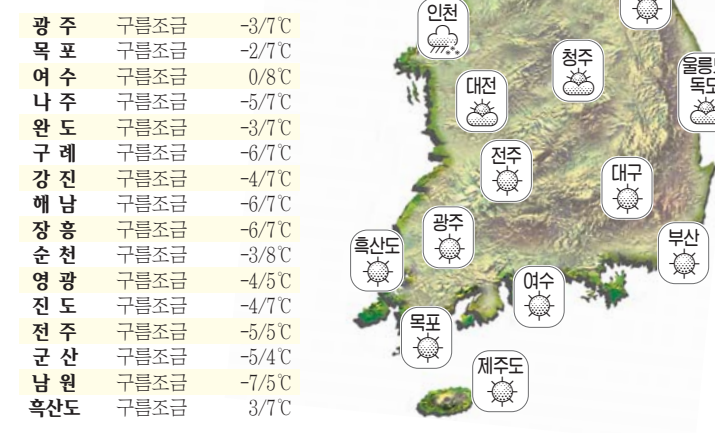 광 주 구름조금 -3/7℃
목 포 구름조금 -2/7℃
여 수 구름조금 0/8℃
나 주 구름조금 -5/7℃
완 도 구름조금 -3/7℃
구 례 구름조금 -6/7℃
강 진 구름조금 -4/7℃
해 남 구름조금 -6/7℃
장 흥 구름조금 -6/7℃
순 천 구름조금 -3/8℃
영 광 구름조금 -4/5℃
진 도 구름조금 -4/7℃
전 주 구름조금 -5/5℃
군 산 구름조금 -5/4℃
남 원 구름조금 -7/5℃
흑산도 구름조금 3/7℃
인천
청주
울릉도
독도
대전
전주
대구
광주
부산
흑산도
여수
목포
제주도